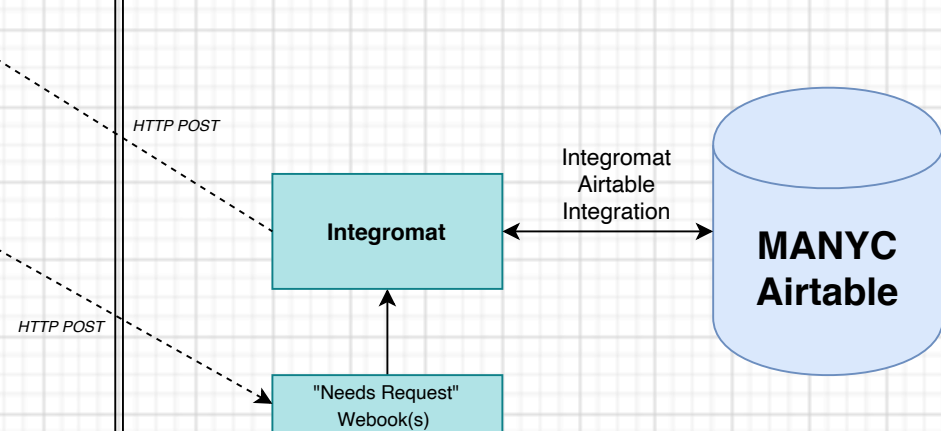 HTTP POST
Integromat
Airtable
Integration
Integromat
MANYC
Airtable
HTTP POST
"Needs Request"
Webook(s)